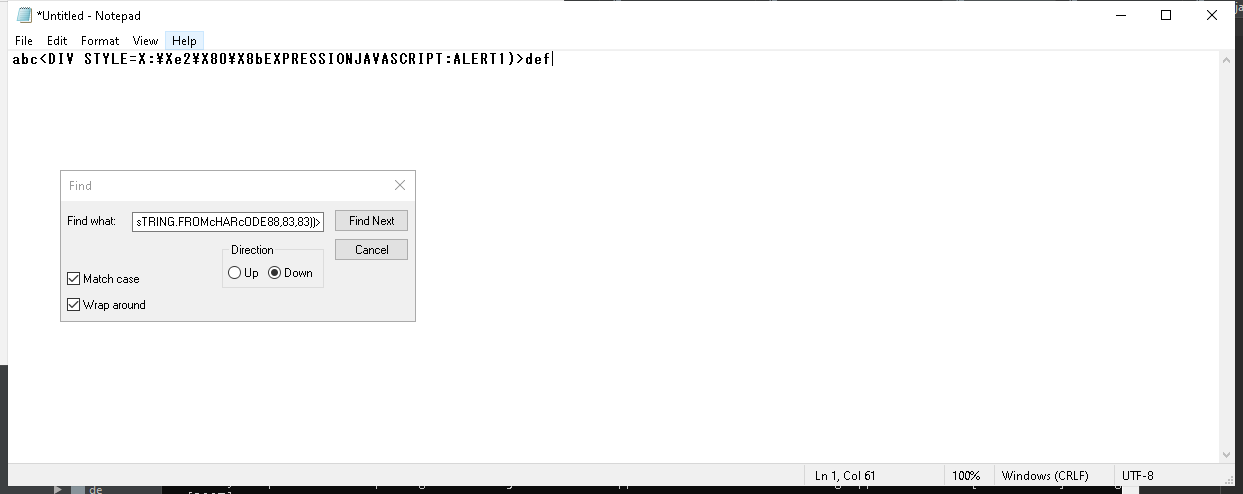 *Untitled - Notepad
File Edit Format View Help
abc<DIV STYLE=X:¥Xe2¥X80¥X8bEXPRESSIONJAVASCRIPT:ALERT1)>def
Find
Find what: sTRING.FROMcHARcODE88,83,83))> Find Next
Direction Cancel
Up Down
Match case
Wrap around
Ln 1, Col 61 100% Windows (CRLF) UTF-8
de